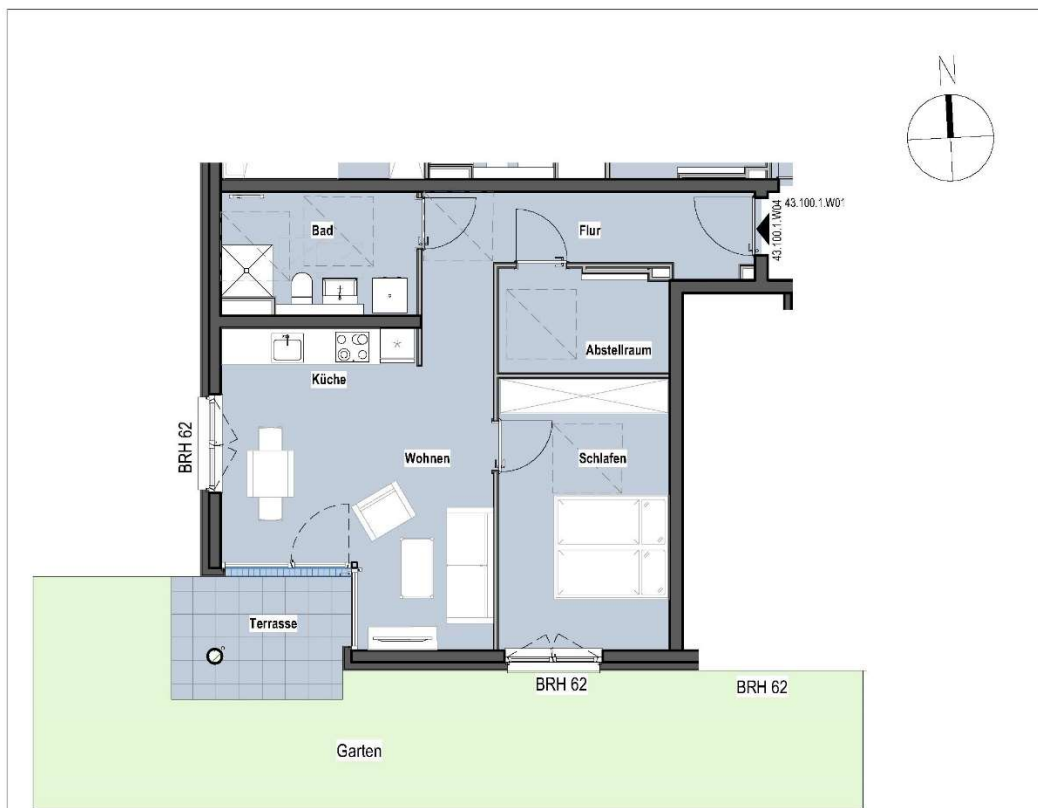 N
43.100.1.W01
43.100.1.W04
Bad
Flur
Abstellraum
Küche
BRH 62
Wohnen
Schlafen
Terrasse
BRH 62
BRH 62
Garten